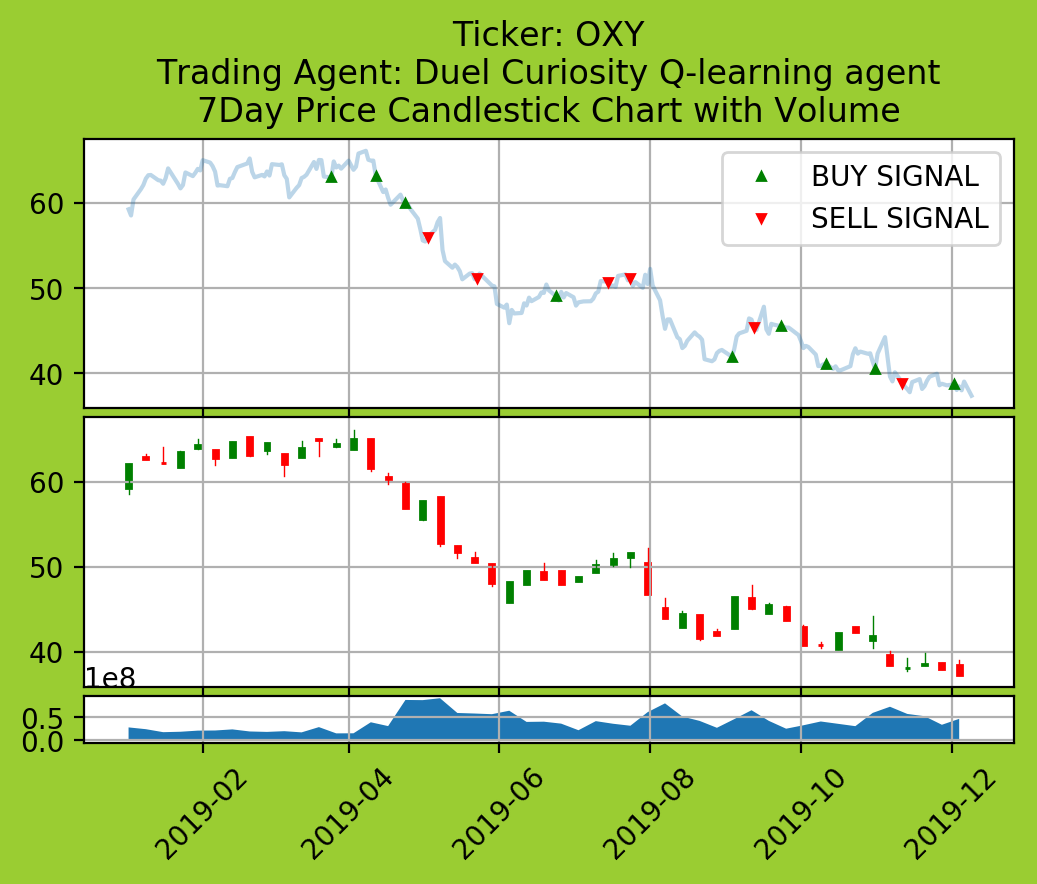 Ticker: OXY
Trading Agent: Duel Curiosity Q-learning agent
7Day Price Candlestick Chart with Volume
BUY SIGNAL
SELL SIGNAL
60
50
40
60
50
40
1e8
0.5
0.0
2019-02
2019-04
2019-06
2019-08
2019-10
2019-12